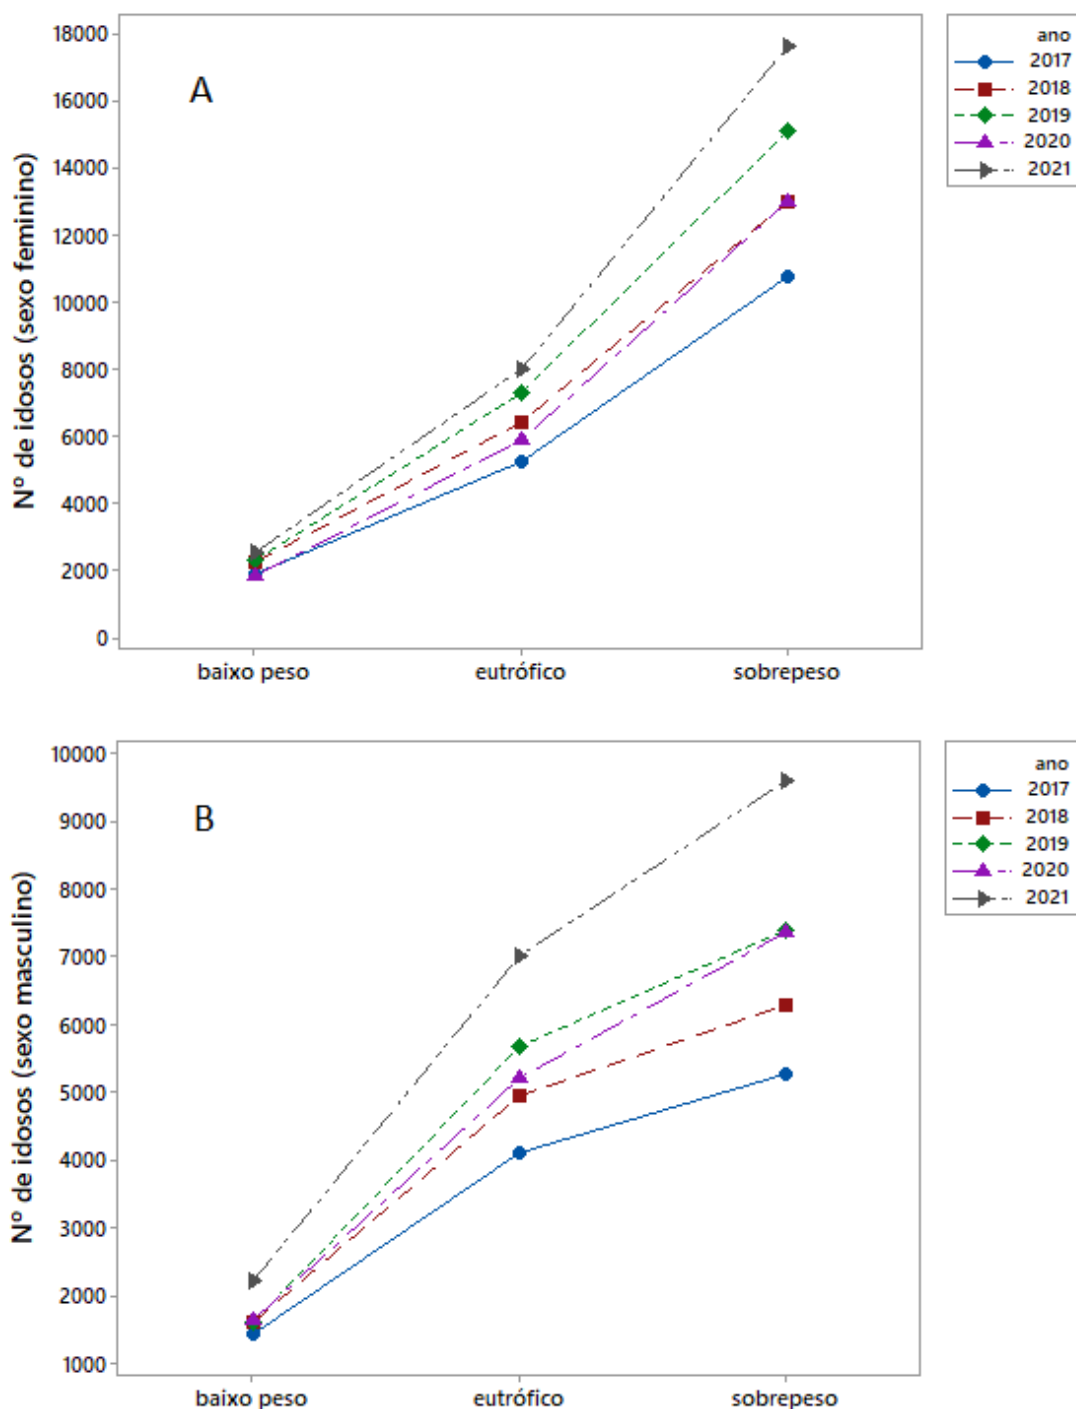 A
Nº de idosos (sexo feminino)
18000
16000
14000
12000
10000
8000
6000
4000
2000
0
baixo peso
eutrófico
sobrepeso
ano
2017
2018
2019
2020
2021
B
Nº de idosos (sexo masculino)
10000
9000
8000
7000
6000
5000
4000
3000
2000
1000
baixo peso
eutrófico
sobrepeso
ano
2017
2018
2019
2020
2021